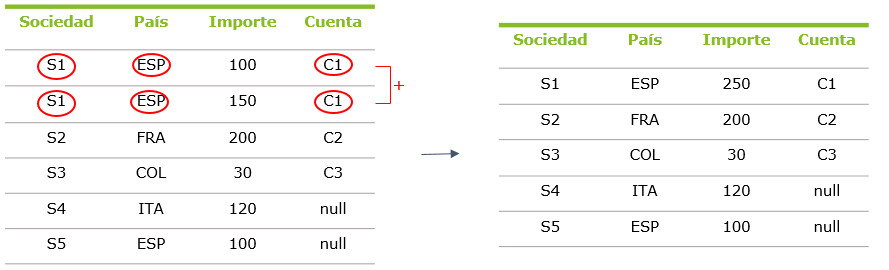 Sociedad País Importe Cuenta
S1 ESP 100 C1
S1 ESP 150 C1
S2 FRA 200 C2
S3 COL 30 C3
S4 ITA 120 null
S5 ESP 100 null
+
Sociedad País Importe Cuenta
S1 ESP 250 C1
S2 FRA 200 C2
S3 COL 30 C3
S4 ITA 120 null
S5 ESP 100 null